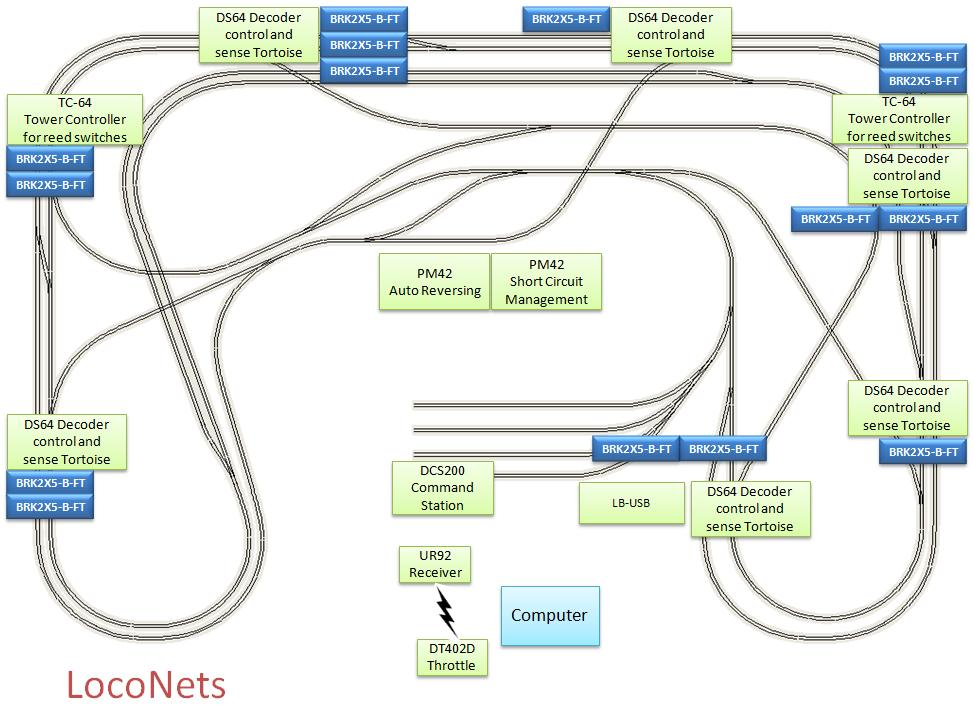 DS64 Decoder
control and
sense Tortoise
BRK2X5-B-FT
BRK2X5-B-FT
BRK2X5-B-FT
BRK2X5-B-FT
DS64 Decoder
control and
sense Tortoise
BRK2X5-B-FT
BRK2X5-B-FT
TC-64
Tower Controller
for reed switches
BRK2X5-B-FT
BRK2X5-B-FT
TC-64
Tower Controller
for reed switches
DS64 Decoder
control and
sense Tortoise
BRK2X5-B-FT
BRK2X5-B-FT
PM42
Auto Reversing
PM42
Short Circuit
Management
DS64 Decoder
control and
sense Tortoise
BRK2X5-B-FT
DS64 Decoder
control and
sense Tortoise
BRK2X5-B-FT
BRK2X5-B-FT
BRK2X5-B-FT
BRK2X5-B-FT
DCS200
Command
Station
LB-USB
DS64 Decoder
control and
sense Tortoise
UR92
Receiver
Computer
DT402D
Throttle
LocoNets